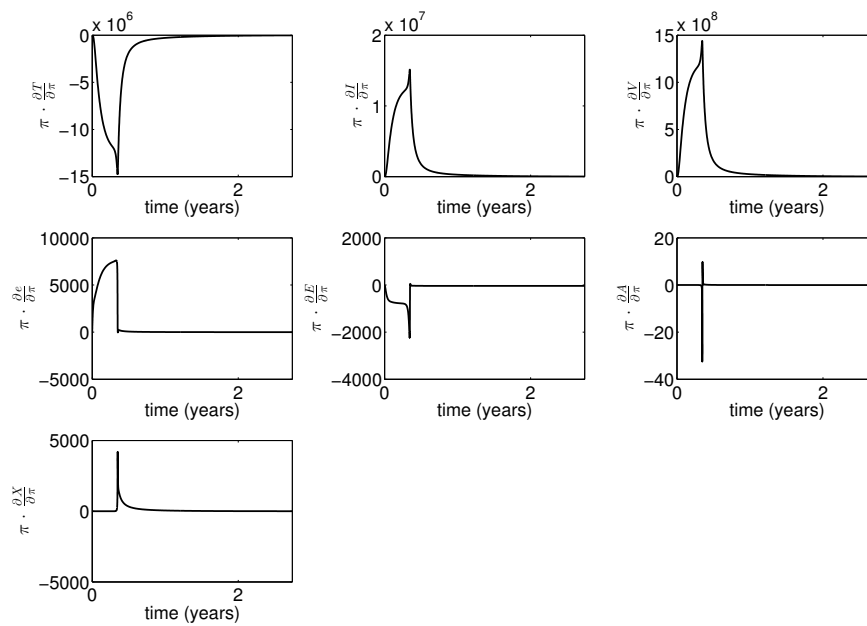 x 10^6
0
−5
−10
−15
π · ∂T/∂π
0 2
time (years)
x 10^7
2
1
0
π · ∂I/∂π
0 2
time (years)
x 10^8
15
10
5
0
π · ∂V/∂π
0 2
time (years)
10000
5000
0
−5000
π · ∂e/∂π
0 2
time (years)
2000
0
−2000
−4000
π · ∂E/∂π
0 2
time (years)
20
0
−20
−40
π · ∂A/∂π
0 2
time (years)
5000
0
−5000
π · ∂X/∂π
0 2
time (years)